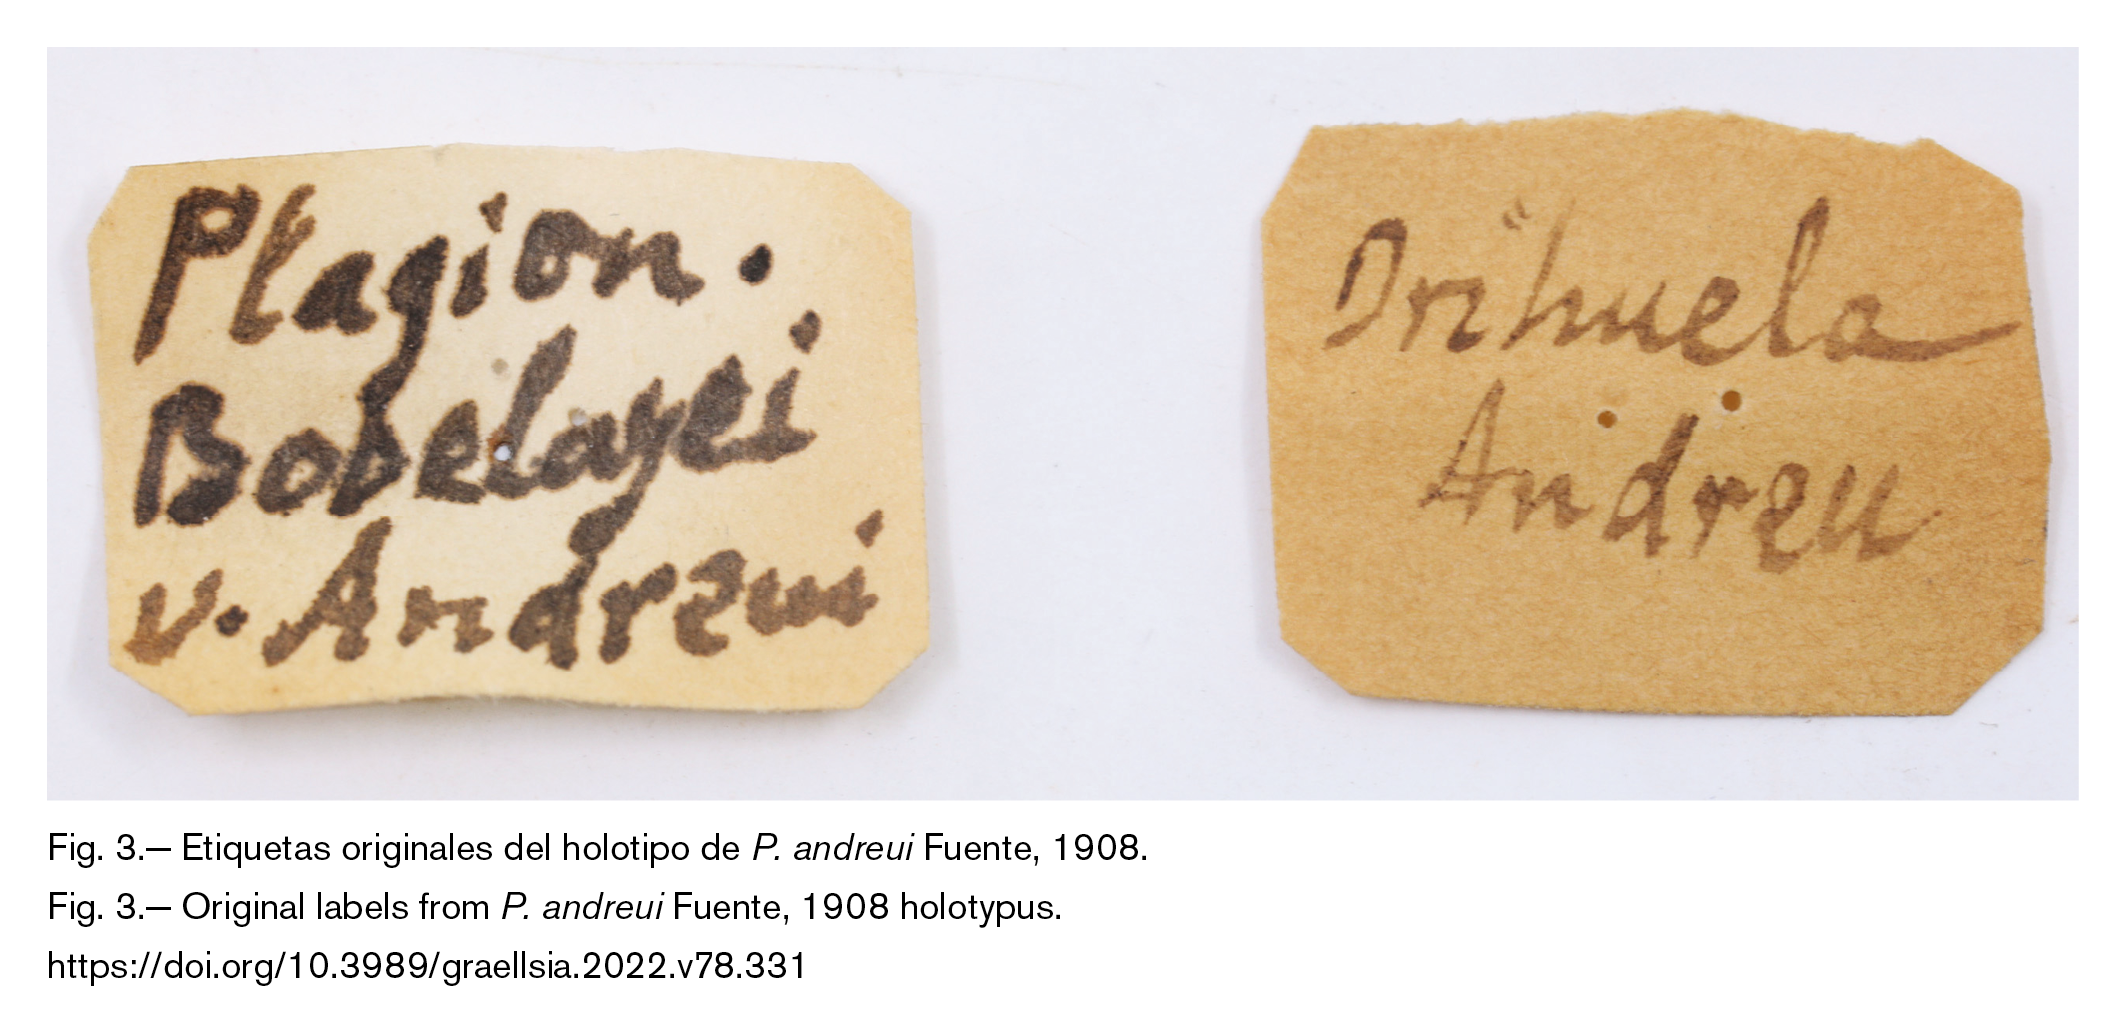 Plagion.
Bobelayei
v. Andreui
Orihuela
Andreu
Fig. 3.— Etiquetas originales del holotipo de P. andreui Fuente, 1908.
Fig. 3.— Original labels from P. andreui Fuente, 1908 holotypus.
https://doi.org/10.3989/graellsia.2022.v78.331